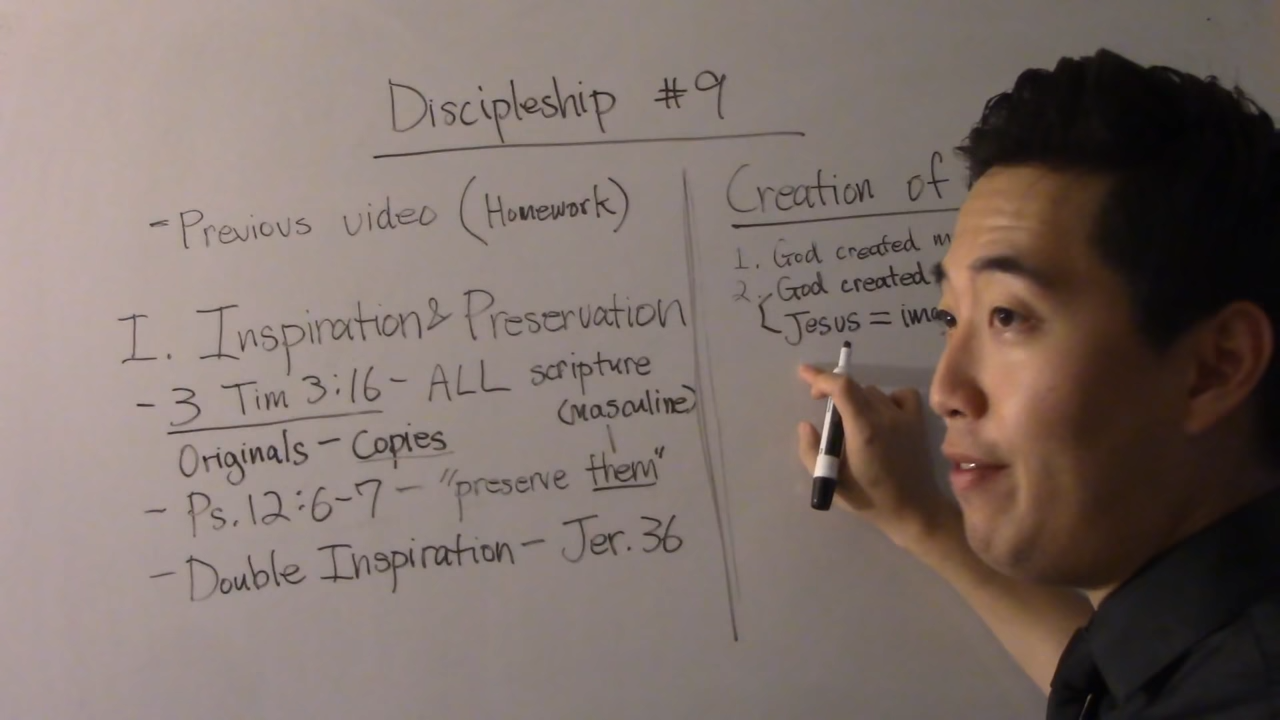 Discipleship #9
- Previous video (Homework)
I. Inspiration & Preservation
- 3 Tim 3:16 - ALL scripture
(masculine)
Originals - Copies
- Ps. 12:6-7 - "preserve them"
- Double Inspiration - Jer. 36
Creation of
1. God created
2. God created
Jesus =